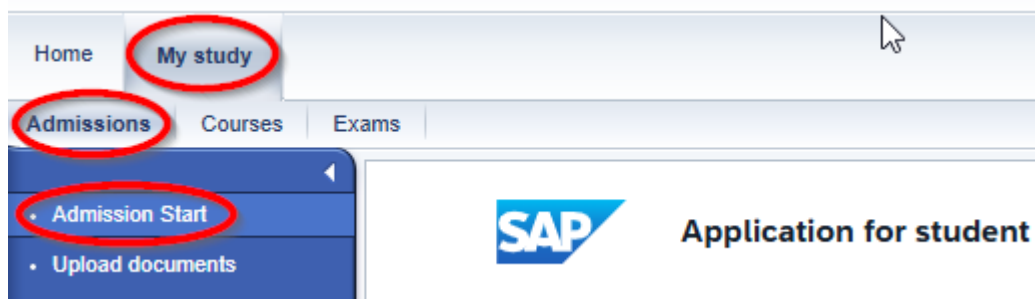 Home My study
Admissions Courses Exams
• Admission Start
• Upload documents
SAP
Application for student